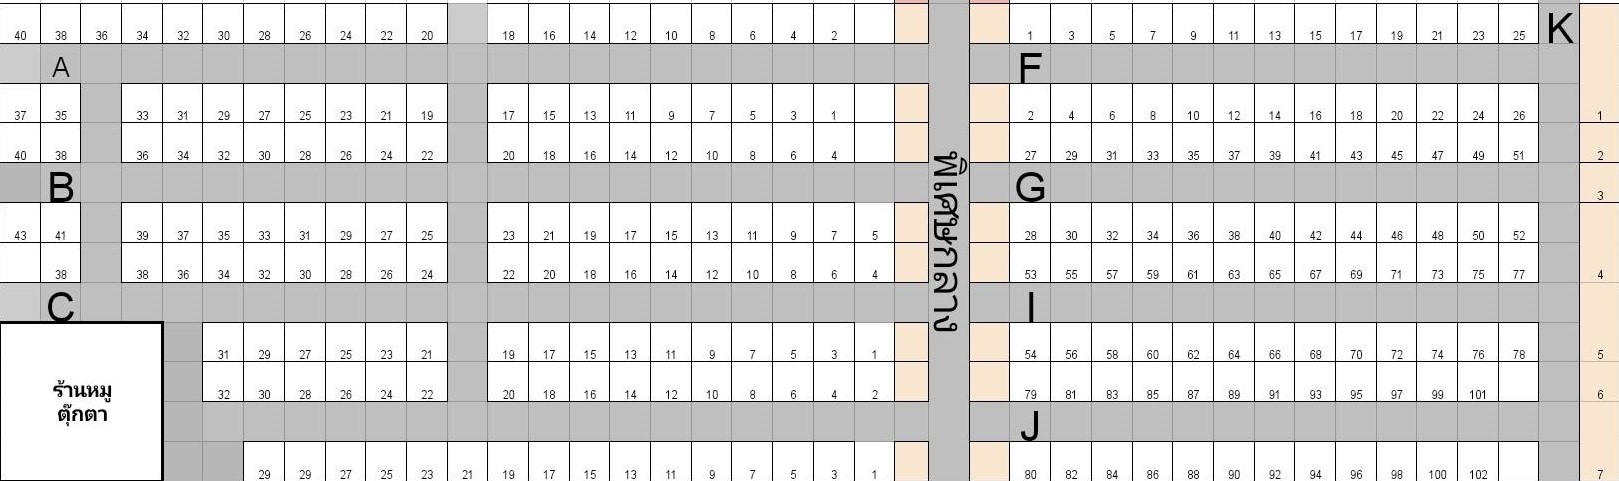 40 38 36 34 32 30 28 26 24 22 20 18 16 14 12 10 8 6 4 2 1 3 5 7 9 11 13 15 17 19 21 23 25 K
A F
37 35 33 31 29 27 25 23 21 19 17 15 13 11 9 7 5 3 1 2 4 6 8 10 12 14 16 18 20 22 24 26 1
40 38 36 34 32 30 28 26 24 22 20 18 16 14 12 10 8 6 4 27 29 31 33 35 37 39 41 43 45 47 49 51 2
B G 3
พิเศษกลาง
43 41 39 37 35 33 31 29 27 25 23 21 19 17 15 13 11 9 7 5 28 30 32 34 36 38 40 42 44 46 48 50 52
38 38 36 34 32 30 28 26 24 22 20 18 16 14 12 10 8 6 4 53 55 57 59 61 63 65 67 69 71 73 75 77 4
C I
31 29 27 25 23 21 19 17 15 13 11 9 7 5 3 1 54 56 58 60 62 64 66 68 70 72 74 76 78 5
ร้านหมู
ตุ๊กตา
32 30 28 26 24 22 20 18 16 14 12 10 8 6 4 2 79 81 83 85 87 89 91 93 95 97 99 101 6
J
29 29 27 25 23 21 19 17 15 13 11 9 7 5 3 1 80 82 84 86 88 90 92 94 96 98 100 102 7